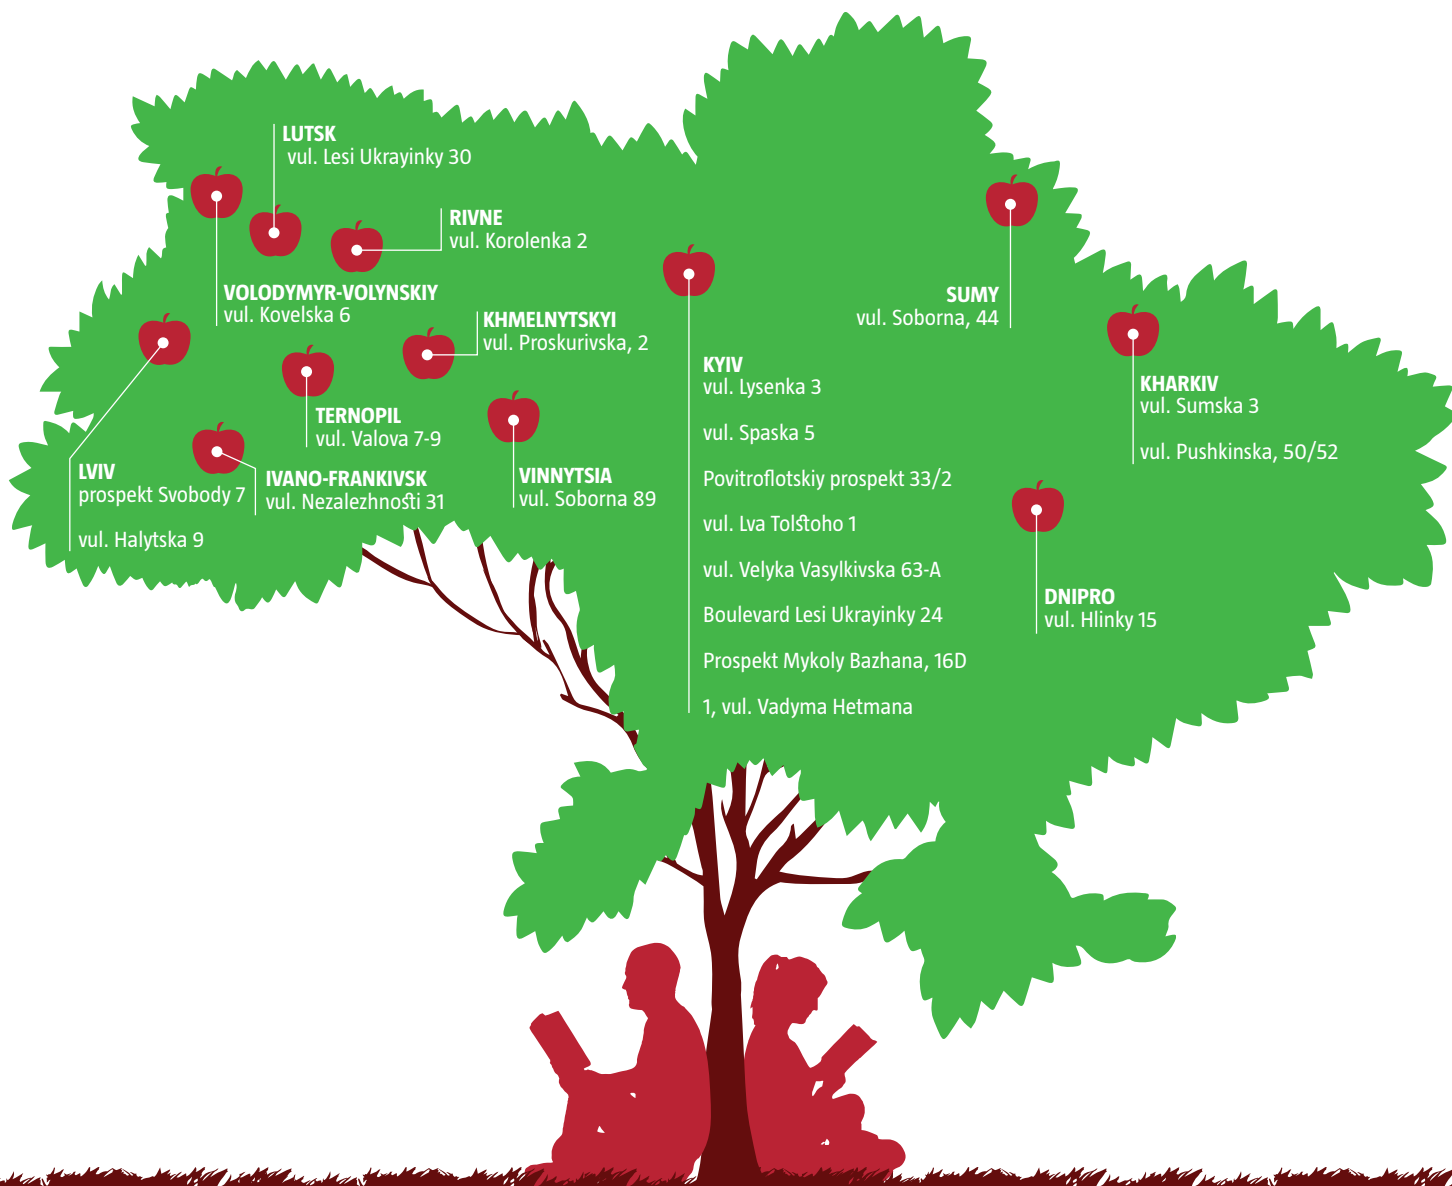 LUTSK
vul. Lesi Ukrayinky 30
RIVNE
vul. Korolenka 2
VOLODYMYR-VOLYNSKIY
vul. Kovelska 6
KHMELNYTSKYI
vul. Proskurivska, 2
TERNOPIL
vul. Valova 7-9
LVIV
prospekt Svobody 7
vul. Halytska 9
IVANO-FRANKIVSK
vul. Nezalezhnosti 31
VINNYTSIA
vul. Soborna 89
KYIV
vul. Lysenka 3
vul. Spaska 5
Povitroflotskiy prospekt 33/2
vul. Lva Tolstoho 1
vul. Velyka Vasylkivska 63-A
Boulevard Lesi Ukrayinky 24
Prospekt Mykoly Bazhana, 16D
1, vul. Vadyma Hetmana
SUMY
vul. Soborna, 44
KHARKIV
vul. Sumska 3
vul. Pushkinska, 50/52
DNIPRO
vul. Hlinky 15